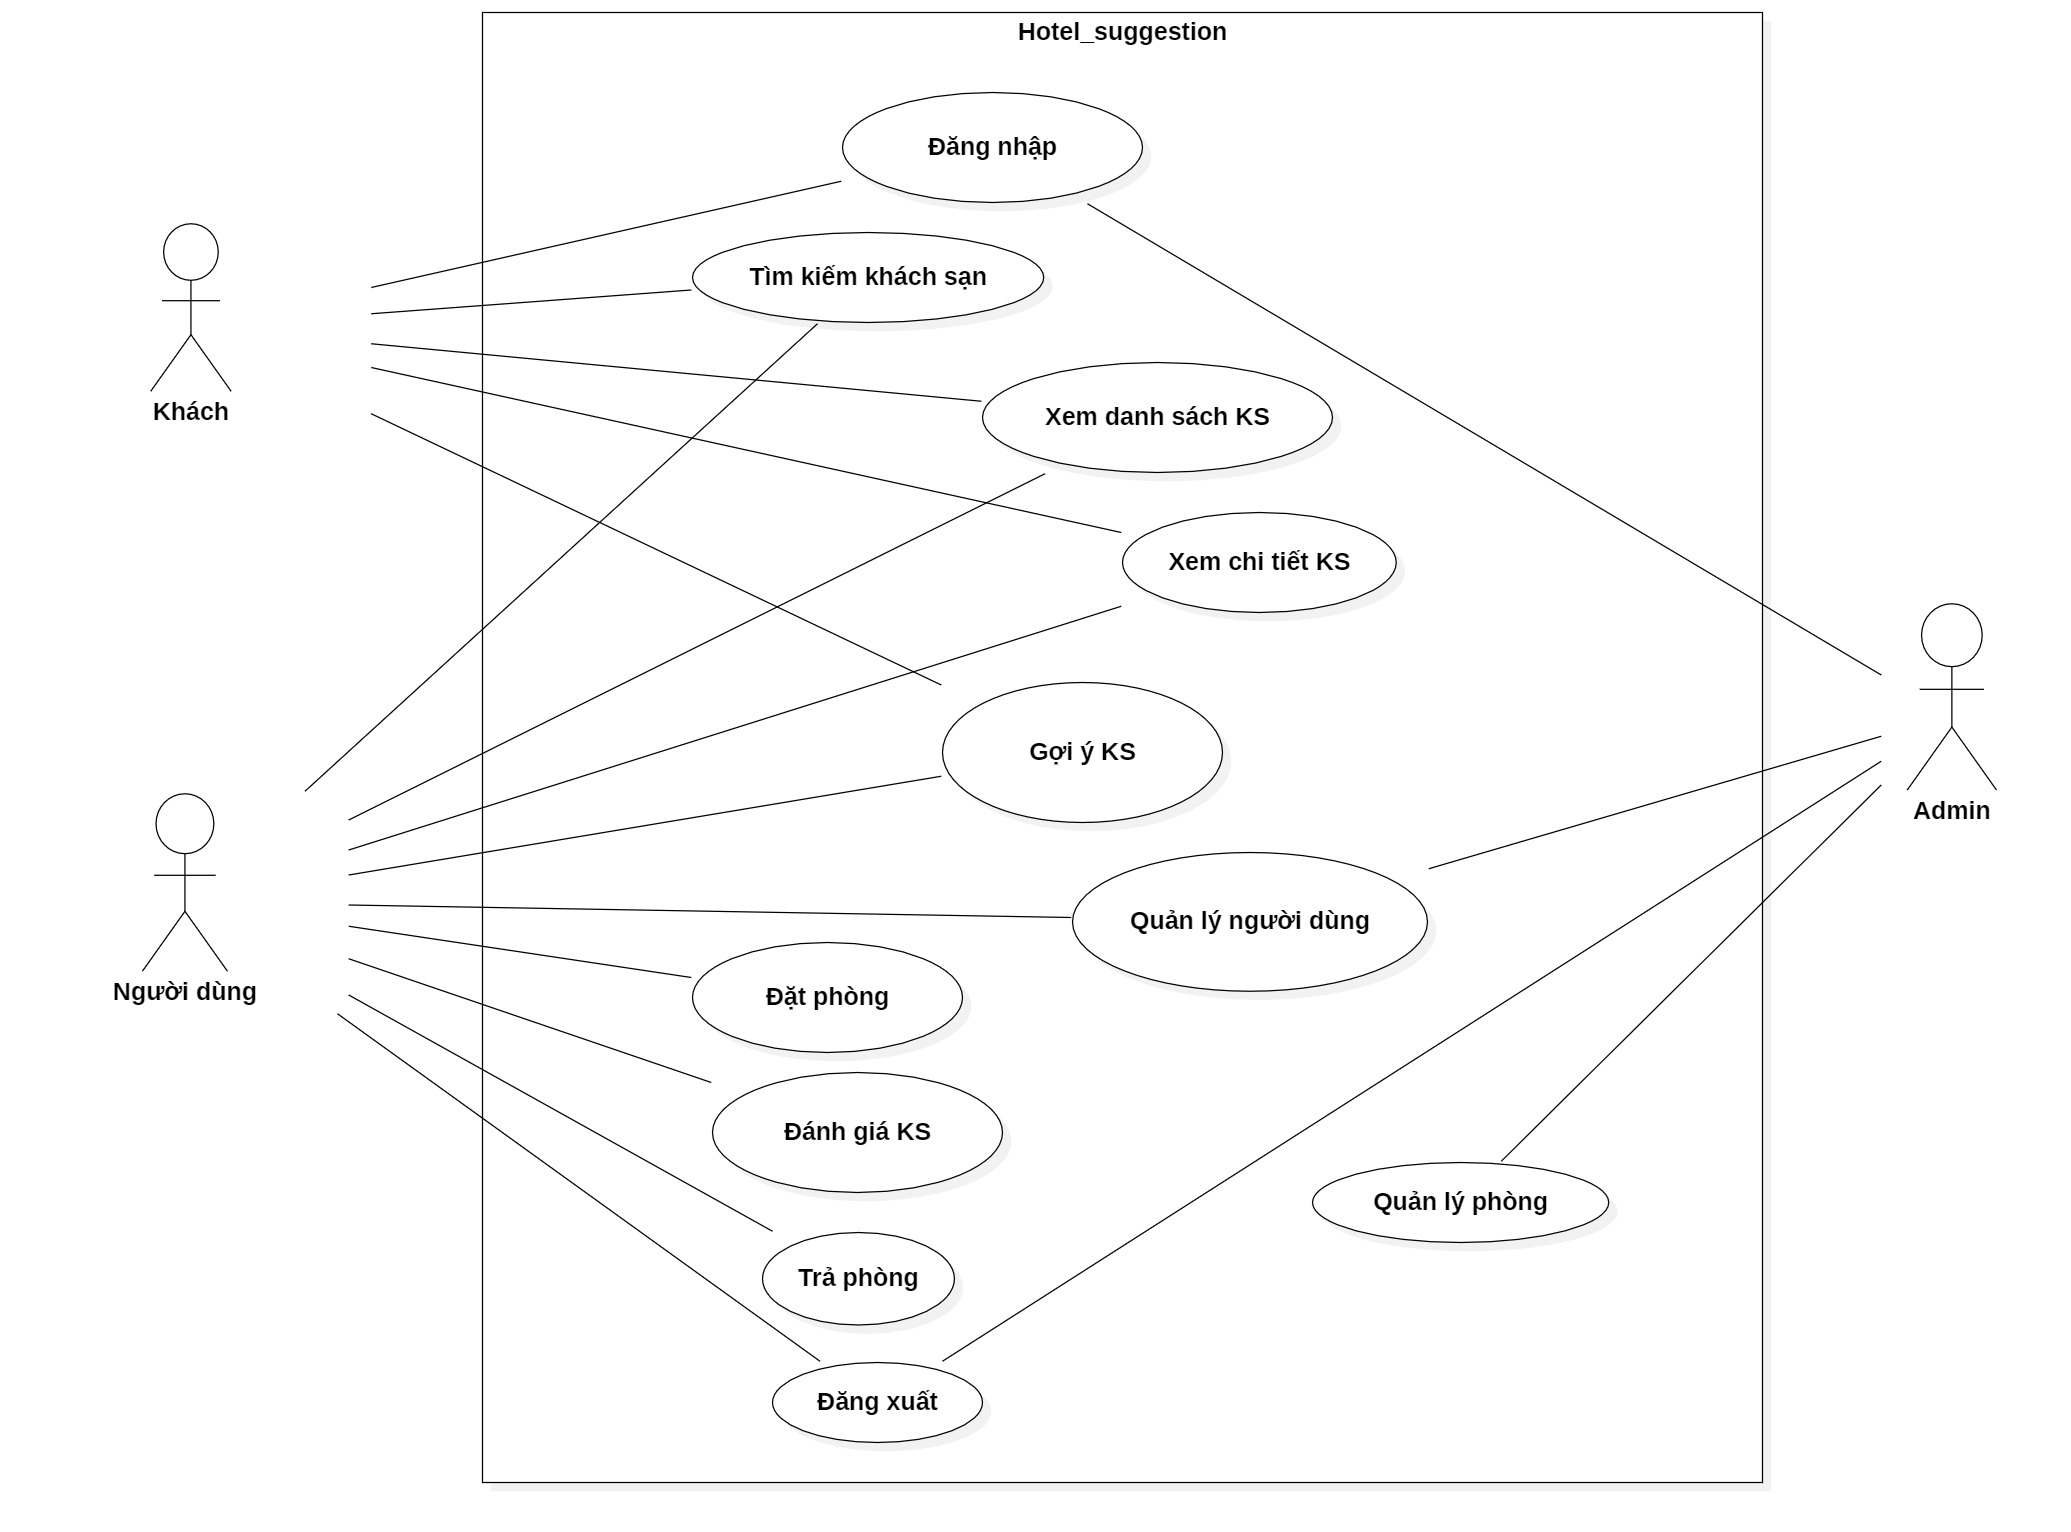 Hotel_suggestion
Đăng nhập
Tìm kiếm khách sạn
Khách
Xem danh sách KS
Xem chi tiết KS
Gợi ý KS
Admin
Quản lý người dùng
Người dùng
Đặt phòng
Đánh giá KS
Quản lý phòng
Trả phòng
Đăng xuất